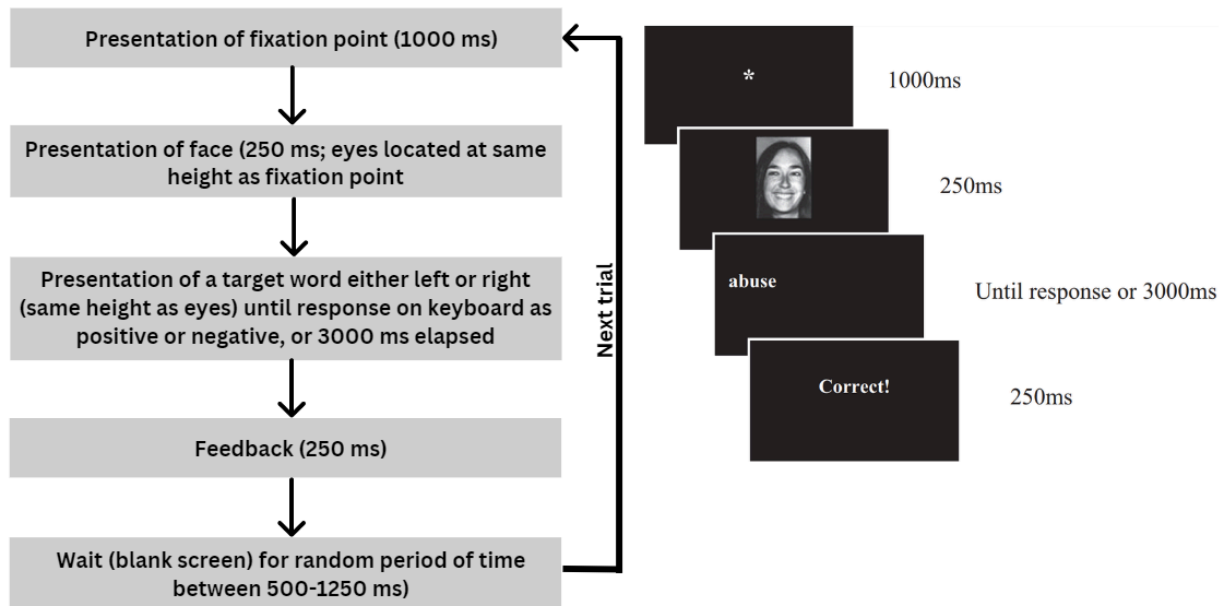 Presentation of fixation point (1000 ms)
Presentation of face (250 ms; eyes located at same
height as fixation point
Presentation of a target word either left or right
(same height as eyes) until response on keyboard as
positive or negative, or 3000 ms elapsed
Feedback (250 ms)
Wait (blank screen) for random period of time
between 500-1250 ms)
Next trial
*
1000ms
250ms
abuse
Until response or 3000ms
Correct!
250ms